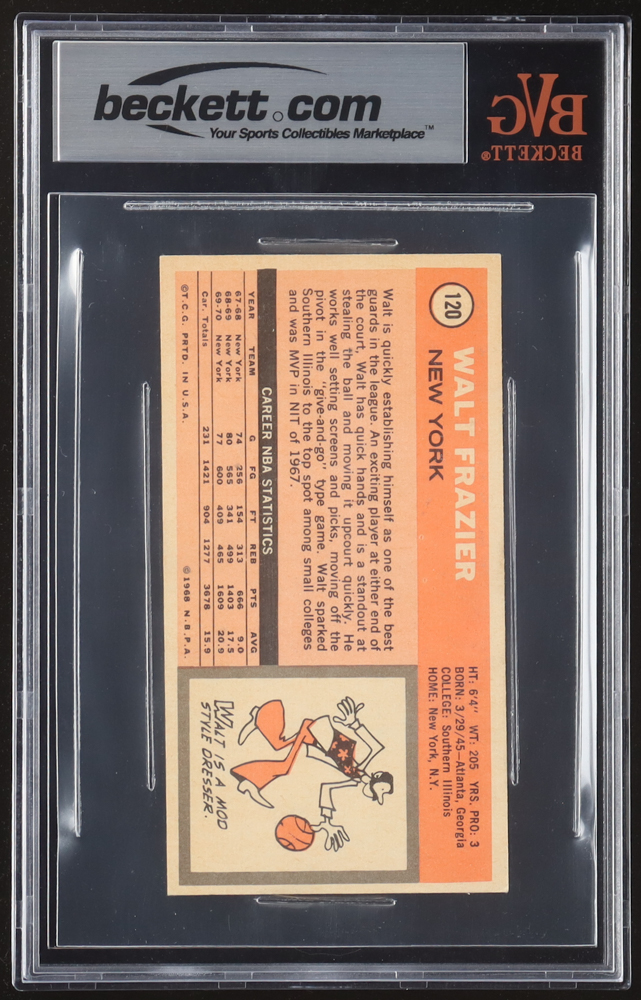 beckett.com
Your Sports Collectibles Marketplace™
BVG
BECKETT®
120
WALT FRAZIER
NEW YORK
HT: 6'4" WT: 205 YRS. PRO: 3
BORN: 3/29/45—Atlanta, Georgia
COLLEGE: Southern Illinois
HOME: New York, N.Y.
Walt is quickly establishing himself as one of the best
guards in the league. An exciting player at either end of
the court, Walt has quick hands and is a standout at
stealing the ball and moving it upcourt quickly. He
works well setting screens and picks, moving off the
pivot in the "give-and-go" type game. Walt sparked
Southern Illinois to the top spot among small colleges
and was MVP in NIT of 1967.
CAREER NBA STATISTICS
YEAR TEAM G FG FT REB PTS AVG
67-68 New York 74 256 154 313 666 9.0
68-69 New York 80 565 341 499 1403 17.5
69-70 New York 77 600 409 465 1609 20.9
Car. Totals 231 1421 904 1277 3678 15.9
©T.C.G. PRTD. IN U.S.A. ©1968 N.B.P.A.
WALT IS A MOD
STYLE DRESSER.